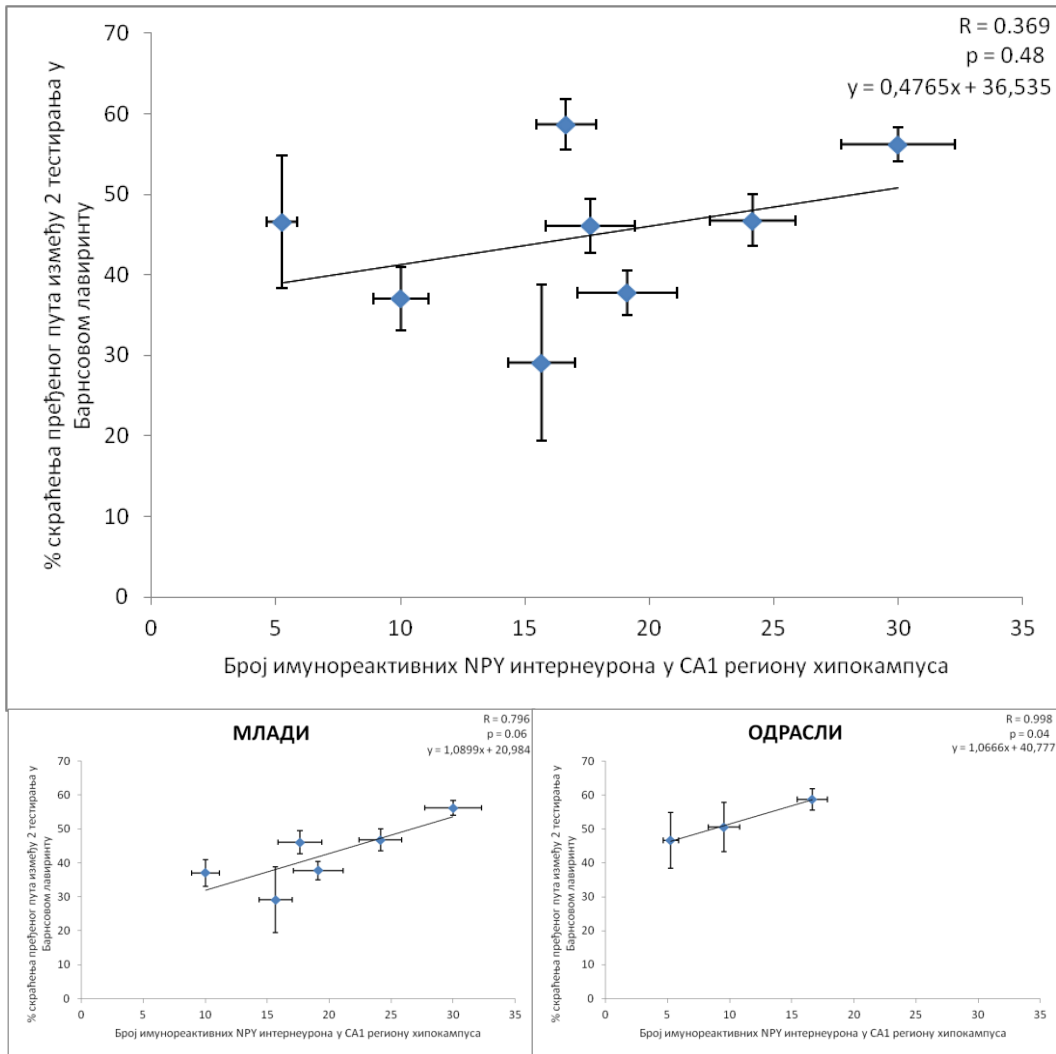 R = 0.369
p = 0.48
y = 0,4765x + 36,535
% скраћења пређеног пута између 2 тестирања у
Барнсовом лавиринту
70
60
50
40
30
20
10
0
0 5 10 15 20 25 30 35
Број имунореактивних NPY интернеурона у CA1 региону хипокампуса
МЛАДИ
R = 0.796
p = 0.06
y = 1,0899x + 20,984
% скраћења пређеног пута између 2 тестирања у
Барнсовом лавиринту
70
60
50
40
30
20
10
0
0 5 10 15 20 25 30 35
Број имунореактивних NPY интернеурона у CA1 региону хипокампуса
ОДРАСЛИ
R = 0.998
p = 0.04
y = 1,0666x + 40,777
% скраћења пређеног пута између 2 тестирања у
Барнсовом лавиринту
70
60
50
40
30
20
10
0
0 5 10 15 20 25 30 35
Број имунореактивних NPY интернеурона у CA1 региону хипокампуса